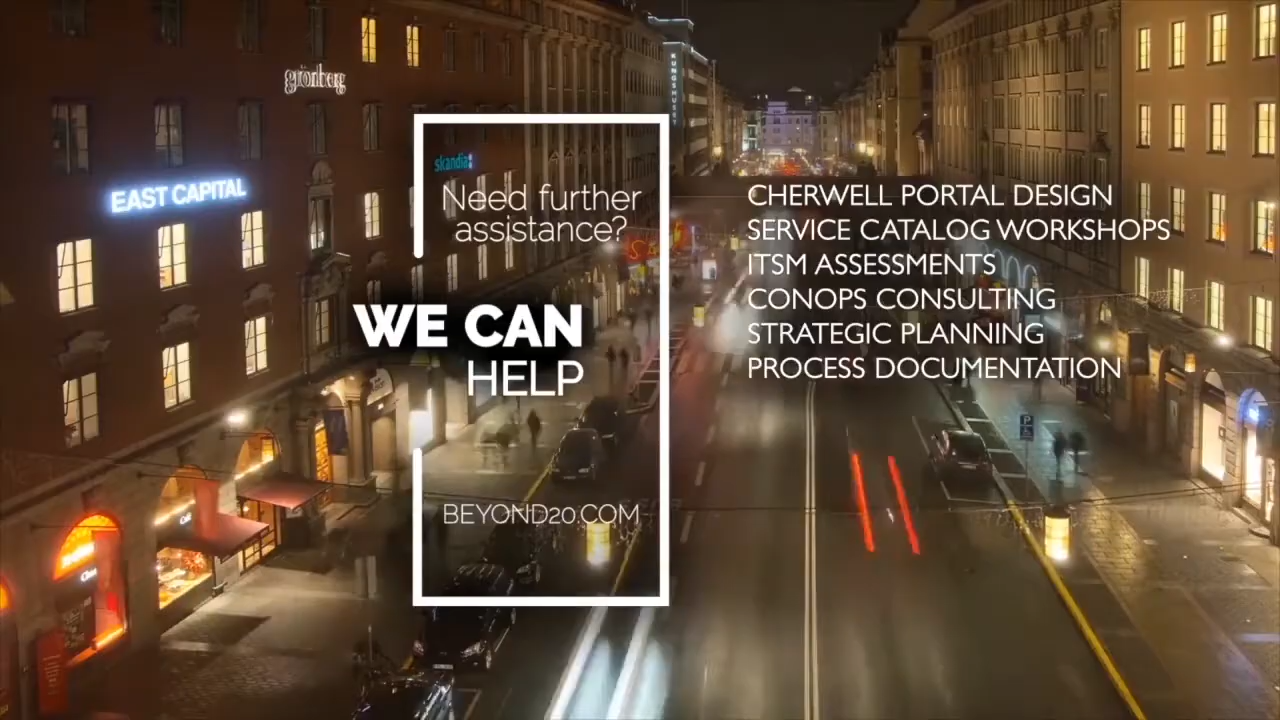 grönberg
KUNGSHUSET
skandia:
EAST CAPITAL
Need further
assistance?
WE CAN
HELP
BEYOND20.COM
CHERWELL PORTAL DESIGN
SERVICE CATALOG WORKSHOPS
ITSM ASSESSMENTS
CONOPS CONSULTING
STRATEGIC PLANNING
PROCESS DOCUMENTATION
P